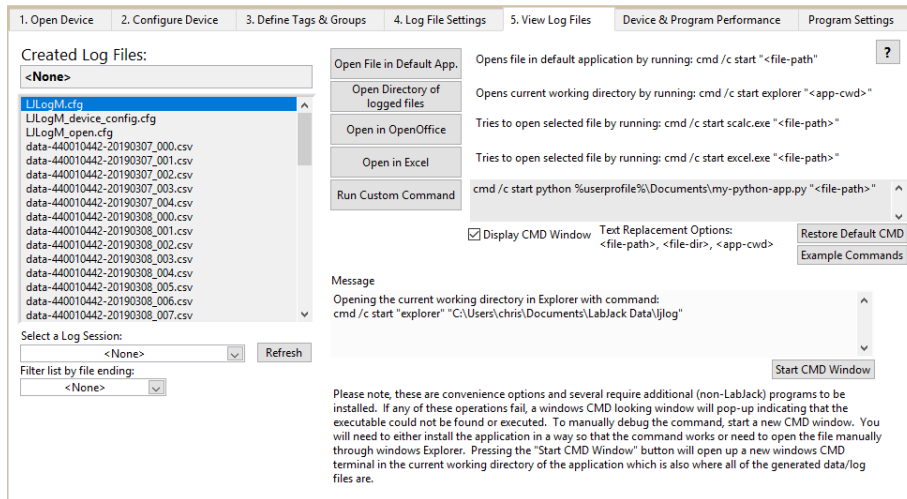 1. Open Device
2. Configure Device
3. Define Tags & Groups
4. Log File Settings
5. View Log Files
Device & Program Performance
Program Settings
Created Log Files:
<None>
LJLogM.cfg
LJLogM_device_config.cfg
LJLogM_open.cfg
data-440010442-20190307_000.csv
data-440010442-20190307_001.csv
data-440010442-20190307_002.csv
data-440010442-20190307_003.csv
data-440010442-20190307_004.csv
data-440010442-20190308_000.csv
data-440010442-20190308_001.csv
data-440010442-20190308_002.csv
data-440010442-20190308_003.csv
data-440010442-20190308_004.csv
data-440010442-20190308_005.csv
data-440010442-20190308_006.csv
data-440010442-20190308_007.csv
Select a Log Session:
<None>
Refresh
Filter list by file ending:
<None>
Open File in Default App.
Opens file in default application by running: cmd /c start "<file-path"
?
Open Directory of
logged files
Opens current working directory by running: cmd /c start explorer "<app-cwd>"
Open in OpenOffice
Tries to open selected file by running: cmd /c start scalc.exe "<file-path>"
Open in Excel
Tries to open selected file by running: cmd /c start excel.exe "<file-path>"
Run Custom Command
cmd /c start python %userprofile%\Documents\my-python-app.py "<file-path>"
Display CMD Window
Text Replacement Options:
<file-path>, <file-dir>, <app-cwd>
Restore Default CMD
Example Commands
Message
Opening the current working directory in Explorer with command:
cmd /c start "explorer" "C:\Users\chris\Documents\LabJack Data\ljlog"
Start CMD Window
Please note, these are convenience options and several require additional (non-LabJack) programs to be
installed. If any of these operations fail, a windows CMD looking window will pop-up indicating that the
executable could not be found or executed. To manually debug the command, start a new CMD window. You
will need to either install the application in a way so that the command works or need to open the file manually
through windows Explorer. Pressing the "Start CMD Window" button will open up a new windows CMD
terminal in the current working directory of the application which is also where all of the generated data/log
files are.